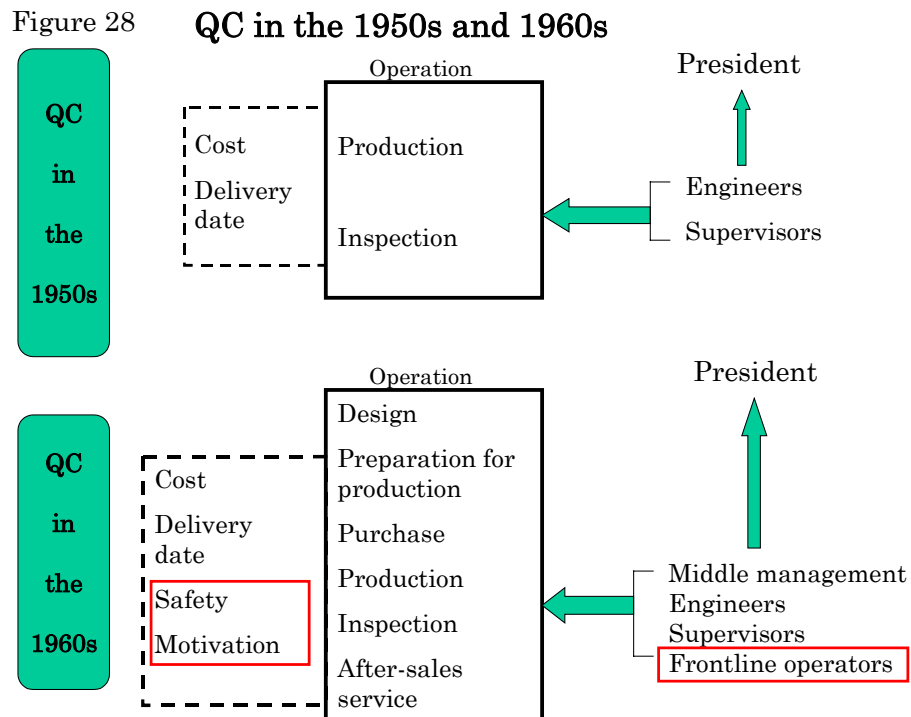 Figure 28
QC in the 1950s and 1960s
QC
in
the
1950s
Operation
Cost
Delivery
date
Production
Inspection
President
Engineers
Supervisors
QC
in
the
1960s
Operation
Cost
Delivery
date
Safety
Motivation
Design
Preparation for
production
Purchase
Production
Inspection
After-sales
service
President
Middle management
Engineers
Supervisors
Frontline operators